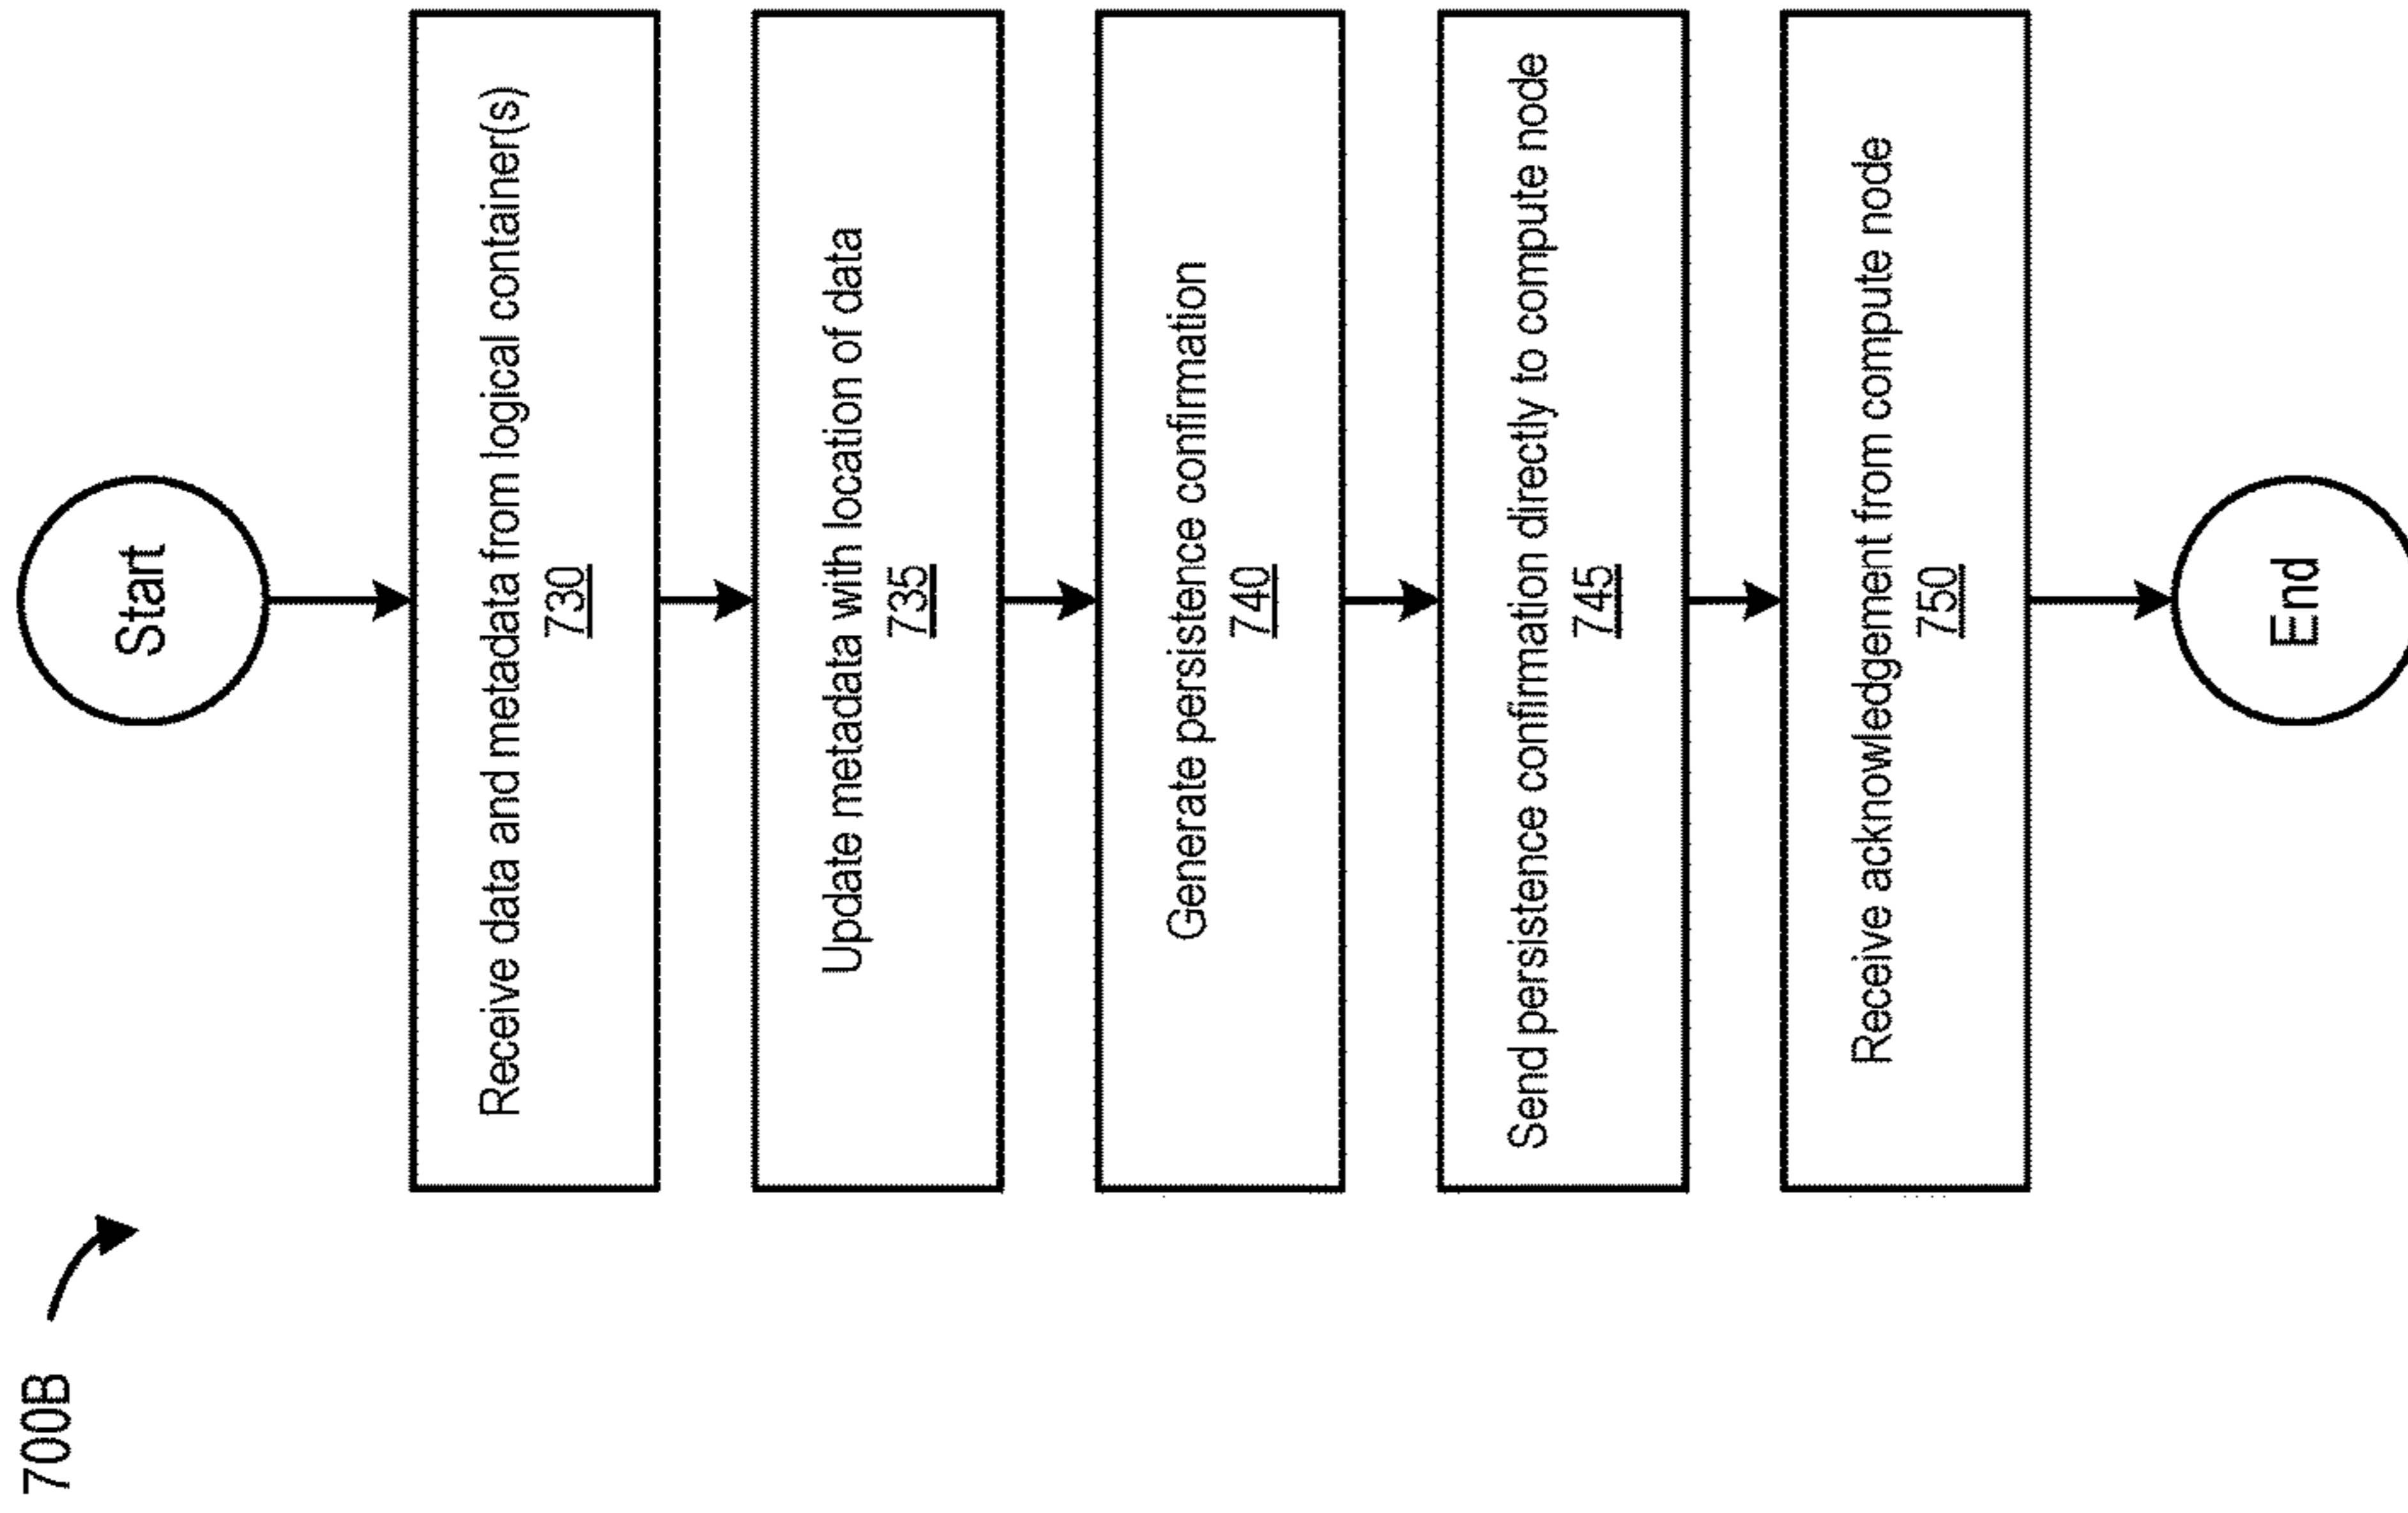 700B
Start
Receive data and metadata from logical container(s)
730
Update metadata with location of data
735
Generate persistence confirmation
740
Send persistence confirmation directly to compute node
745
Receive acknowledgement from compute node
750
End